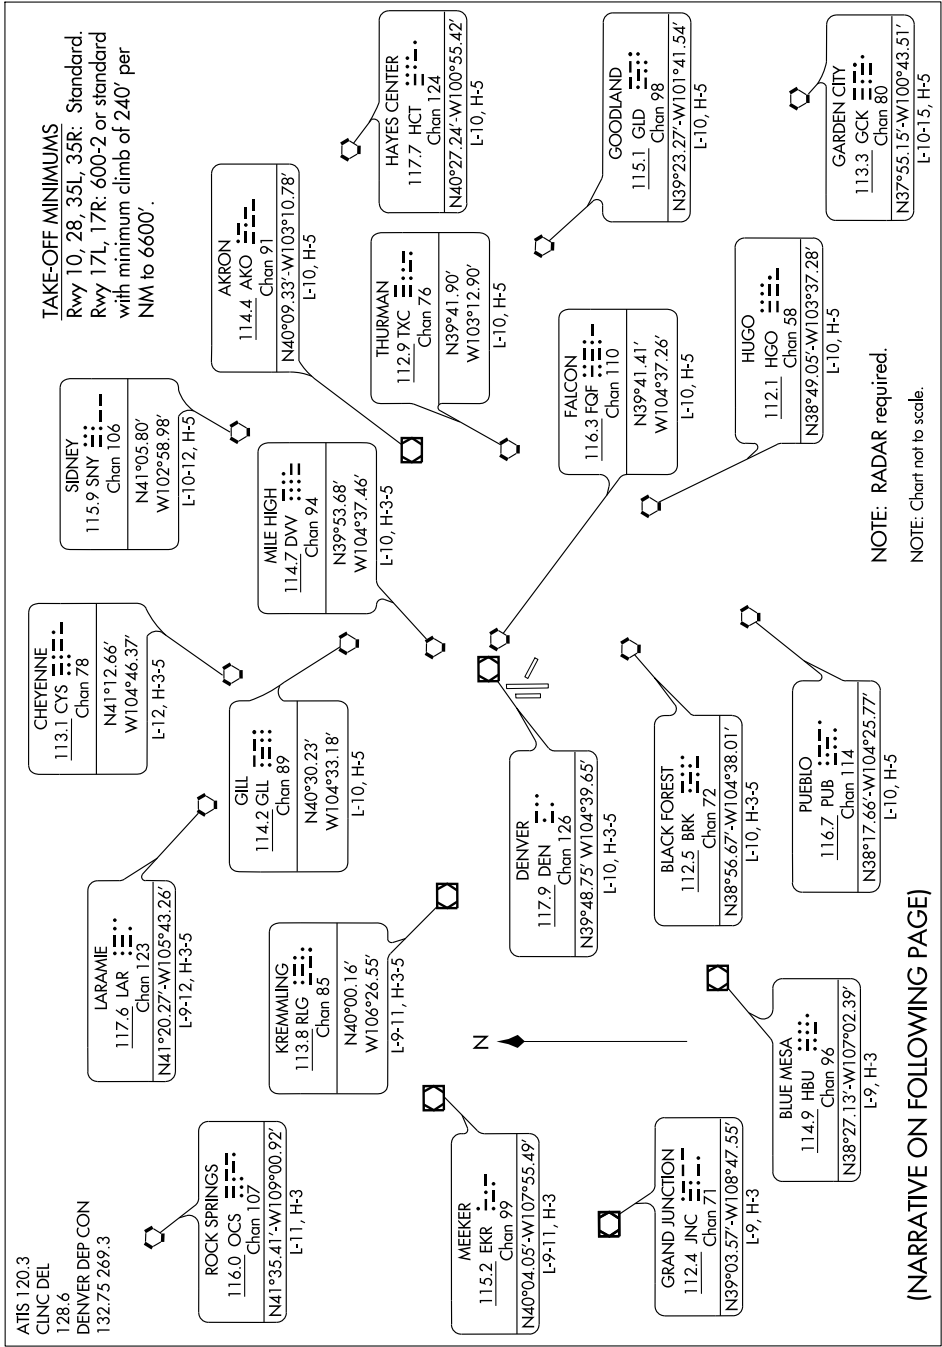 ATIS 120.3
CLNC DEL
128.6
DENVER DEP CON
132.75 269.3
TAKE-OFF MINIMUMS
Rwy 10, 28, 35L, 35R: Standard.
Rwy 17L, 17R: 600-2 or standard
with minimum climb of 240’ per
NM to 6600’.
ROCK SPRINGS
116.0 OCS
Chan 107
N41°35.41’-W109°00.92’
L-11, H-3
LARAMIE
117.6 LAR
Chan 123
N41°20.27’-W105°43.26’
L-9-12, H-3-5
CHEYENNE
113.1 CYS
Chan 78
N41°12.66’
W104°46.37’
L-12, H-3-5
SIDNEY
115.9 SNY
Chan 106
N41°05.80’
W102°58.98’
L-10-12, H-5
GILL
114.2 GLL
Chan 89
N40°30.23’
W104°33.18’
L-10, H-5
AKRON
114.4 AKO
Chan 91
N40°09.33’-W103°10.78’
L-10, H-5
HAYES CENTER
117.7 HCT
Chan 124
N40°27.24’-W100°55.42’
L-10, H-5
KREMMLING
113.8 RLG
Chan 85
N40°00.16’
W106°26.55’
L-9-11, H-3-5
MILE HIGH
114.7 DVV
Chan 94
N39°53.68’
W104°37.46’
L-10, H-3-5
THURMAN
112.9 TXC
Chan 76
N39°41.90’
W103°12.90’
L-10, H-5
MEEKER
115.2 EKR
Chan 99
N40°04.05’-W107°55.49’
L-9-11, H-3
N
DENVER
117.9 DEN
Chan 126
N39°48.75’ W104°39.65’
L-10, H-3-5
FALCON
116.3 FQF
Chan 110
N39°41.41’
W104°37.26’
L-10, H-5
GOODLAND
115.1 GLD
Chan 98
N39°23.27’-W101°41.54’
L-10, H-5
GRAND JUNCTION
112.4 JNC
Chan 71
N39°03.57’-W108°47.55’
L-9, H-3
BLACK FOREST
112.5 BRK
Chan 72
N38°56.67’-W104°38.01’
L-10, H-3-5
HUGO
112.1 HGO
Chan 58
N38°49.05’-W103°37.28’
L-10, H-5
BLUE MESA
114.9 HBU
Chan 96
N38°27.13’-W107°02.39’
L-9, H-3
PUEBLO
116.7 PUB
Chan 114
N38°17.66’-W104°25.77’
L-10, H-5
GARDEN CITY
113.3 GCK
Chan 80
N37°55.15’-W100°43.51’
L-10-15, H-5
NOTE: RADAR required.
NOTE: Chart not to scale.
(NARRATIVE ON FOLLOWING PAGE)